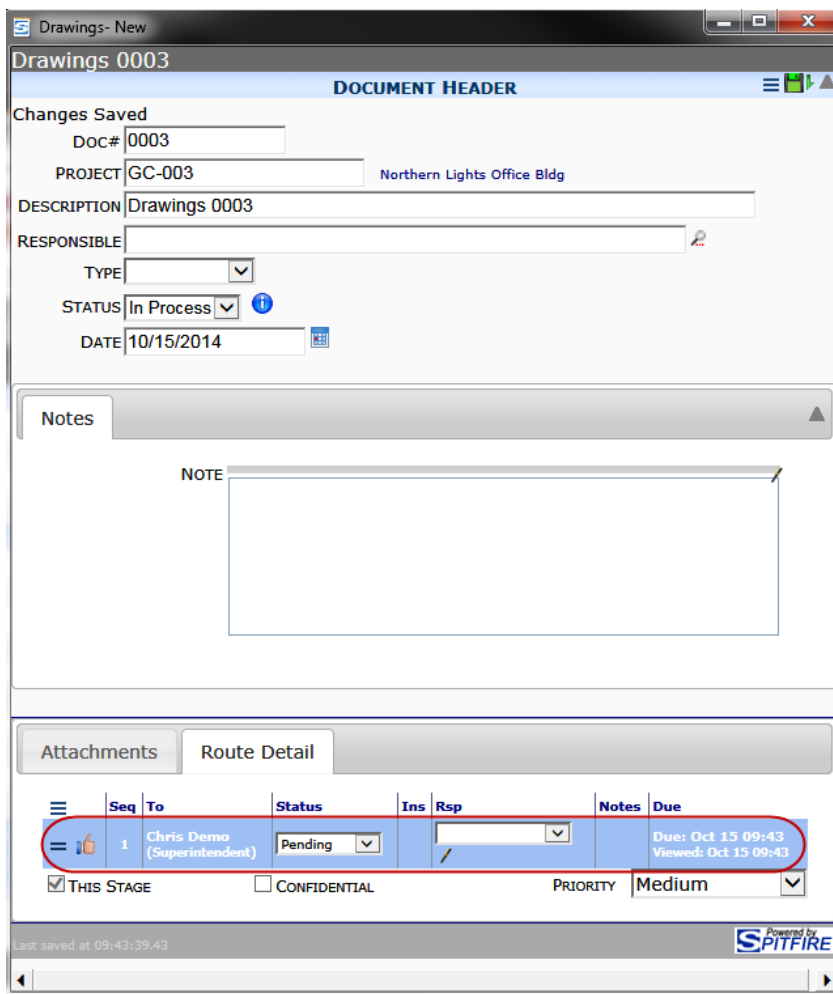 Drawings- New
Drawings 0003
DOCUMENT HEADER
Changes Saved
DOC# 0003
PROJECT GC-003 Northern Lights Office Bldg
DESCRIPTION Drawings 0003
RESPONSIBLE
TYPE
STATUS In Process
DATE 10/15/2014
Notes
NOTE
Attachments Route Detail
Seq To Status Ins Rsp Notes Due
1 Chris Demo (Superintendent) Pending Due: Oct 15 09:43
Viewed: Oct 15 09:43
THIS STAGE CONFIDENTIAL PRIORITY Medium
Last saved at 09:43:39.43
Powered by
SPITFIRE